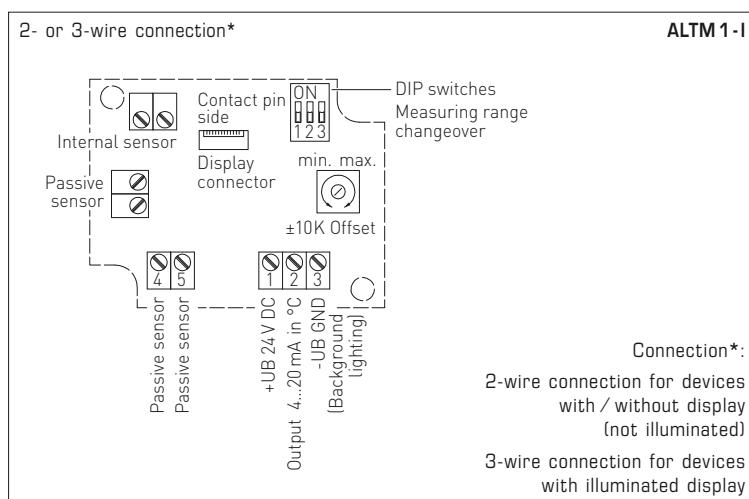 2- or 3-wire connection*
ALTM 1 - I
ON
1 2 3
DIP switches
Measuring range
changeover
Contact pin
side
Internal sensor
Display
connector
min. max.
Passive
sensor
±10K Offset
4 5
1 2 3
Passive sensor
Passive sensor
+UB 24 V DC
Output 4...20 mA in °C
-UB GND
(Background
lighting)
Connection*:
2-wire connection for devices
with / without display
(not illuminated)
3-wire connection for devices
with illuminated display